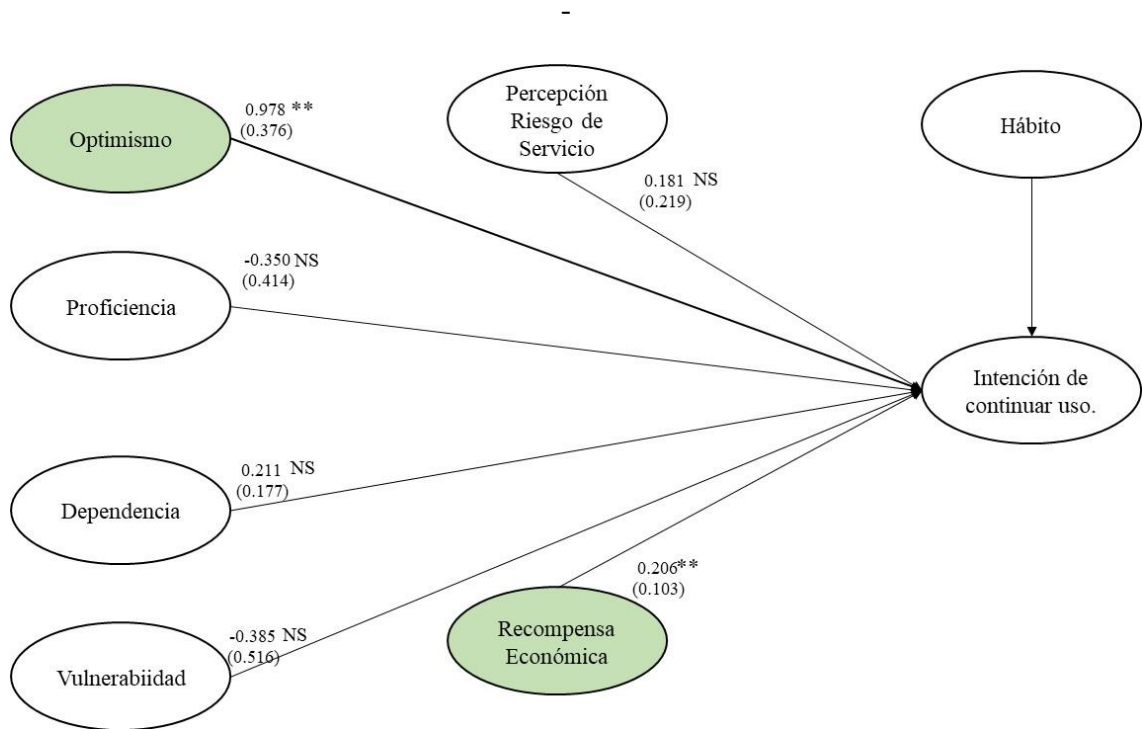 -
Optimismo
0.978 **
(0.376)
Percepción
Riesgo de
Servicio
0.181 NS
(0.219)
Hábito
Proficiencia
-0.350 NS
(0.414)
Intención de
continuar uso.
Dependencia
0.211 NS
(0.177)
Vulnerabiidad
-0.385 NS
(0.516)
Recompensa
Económica
0.206**
(0.103)